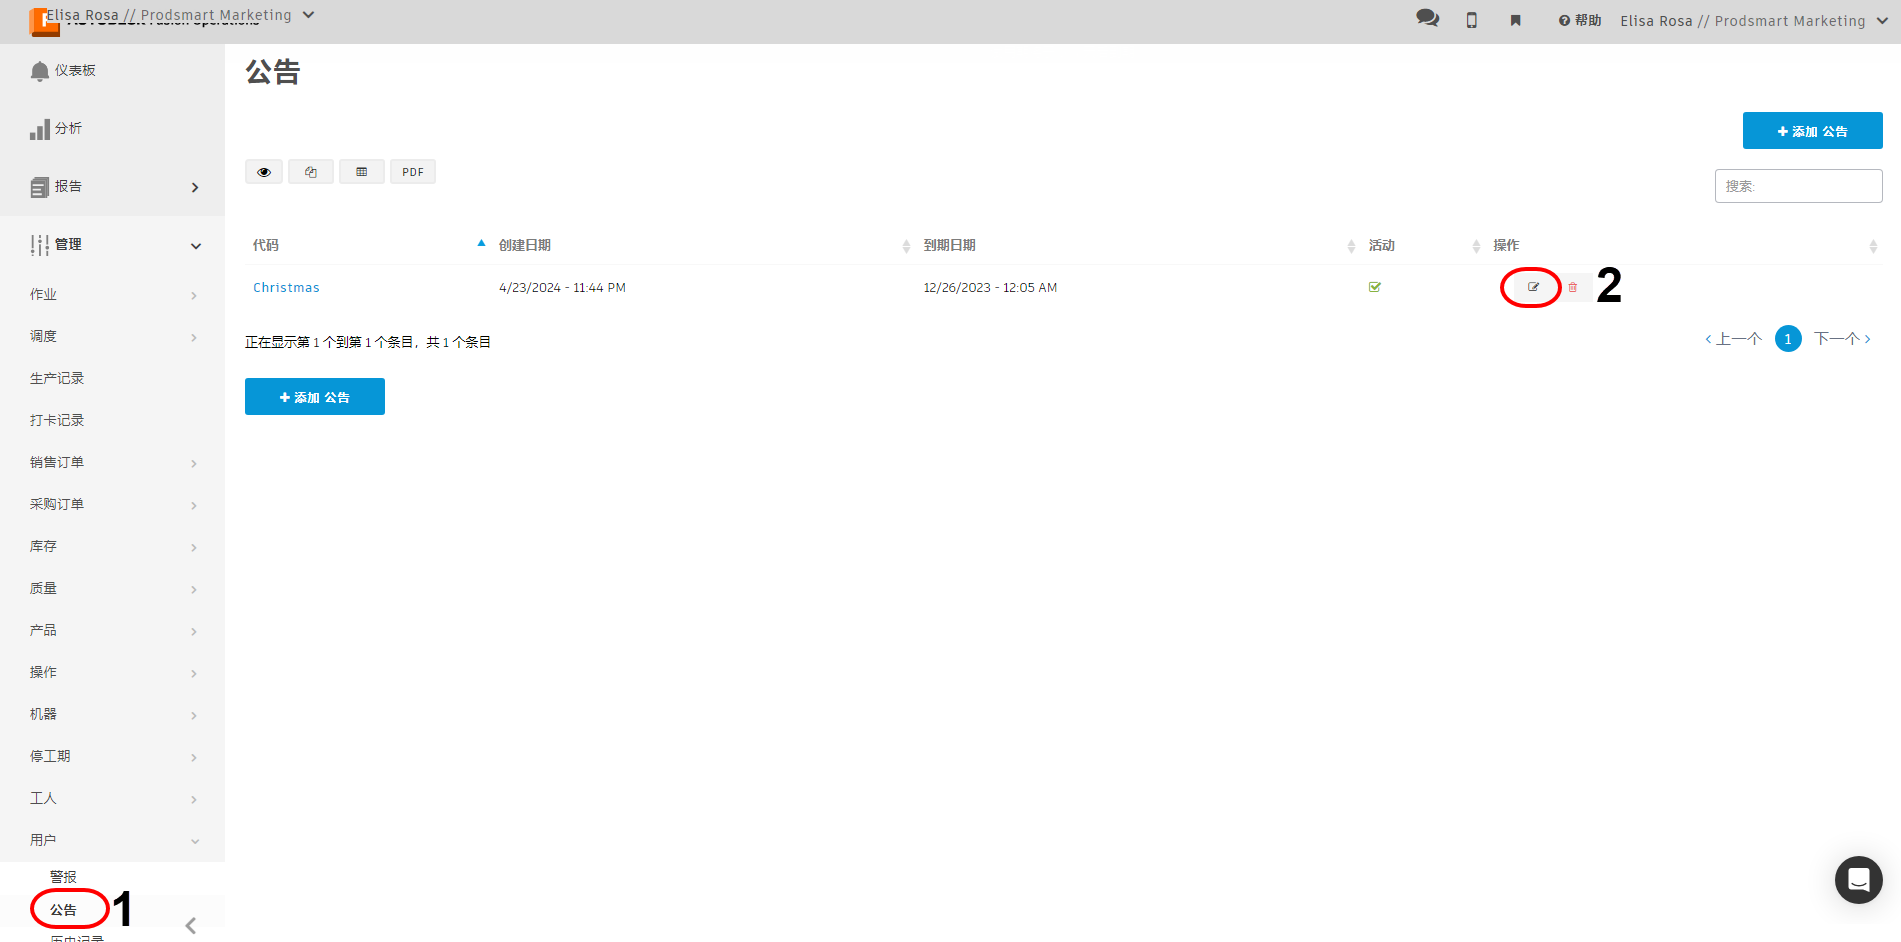 Elisa Rosa // Prodsmart Marketing
帮助
Elisa Rosa // Prodsmart Marketing
仪表板
分析
报告
管理
作业
调度
生产记录
打卡记录
销售订单
采购订单
库存
质量
产品
操作
机器
停工期
工人
用户
警报
公告
1
历史记录
公告
+ 添加 公告
PDF
搜索:
代码
创建日期
到期日期
活动
操作
Christmas
4/23/2024 - 11:44 PM
12/26/2023 - 12:05 AM
2
正在显示第 1 个到第 1 个条目，共 1 个条目
‹ 上一个 1 下一个 ›
+ 添加 公告